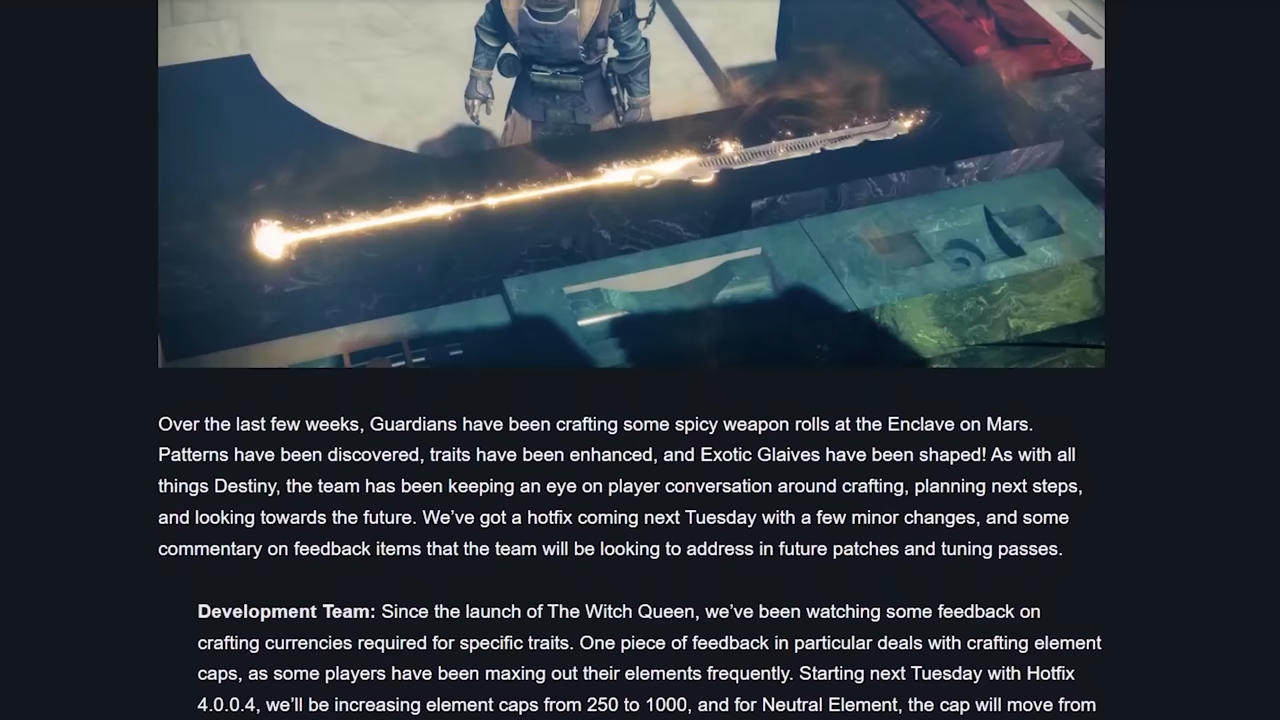 Over the last few weeks, Guardians have been crafting some spicy weapon rolls at the Enclave on Mars.
Patterns have been discovered, traits have been enhanced, and Exotic Glaives have been shaped! As with all
things Destiny, the team has been keeping an eye on player conversation around crafting, planning next steps,
and looking towards the future. We’ve got a hotfix coming next Tuesday with a few minor changes, and some
commentary on feedback items that the team will be looking to address in future patches and tuning passes.
Development Team: Since the launch of The Witch Queen, we’ve been watching some feedback on
crafting currencies required for specific traits. One piece of feedback in particular deals with crafting element
caps, as some players have been maxing out their elements frequently. Starting next Tuesday with Hotfix
4.0.0.4, we’ll be increasing element caps from 250 to 1000, and for Neutral Element, the cap will move from